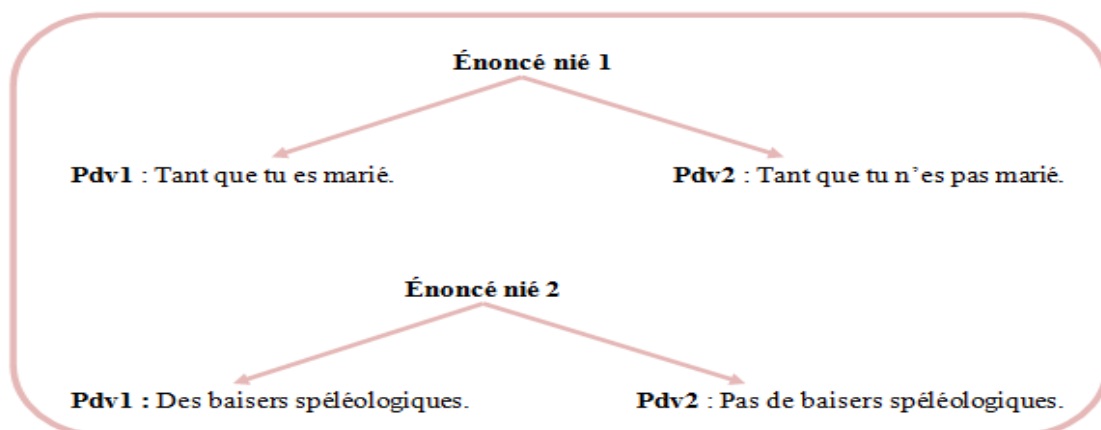 Énoncé nié 1
Pdv1 : Tant que tu es marié. Pdv2 : Tant que tu n’es pas marié.
Énoncé nié 2
Pdv1 : Des baisers spéléologiques. Pdv2 : Pas de baisers spéléologiques.